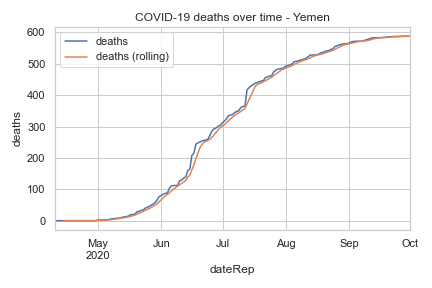 COVID-19 deaths over time - Yemen
deaths
deaths (rolling)
600
500
400
300
200
100
0
deaths
May
2020
Jun
Jul
Aug
Sep
Oct
dateRep